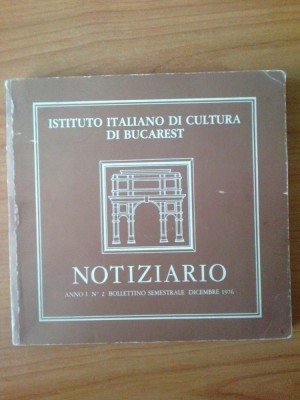 ISTITUTO ITALIANO DI CULTURA
DI BUCAREST
NOTIZIARIO
ANNO I N° 2 BOLLETTINO SEMESTRALE DICEMBRE 1976